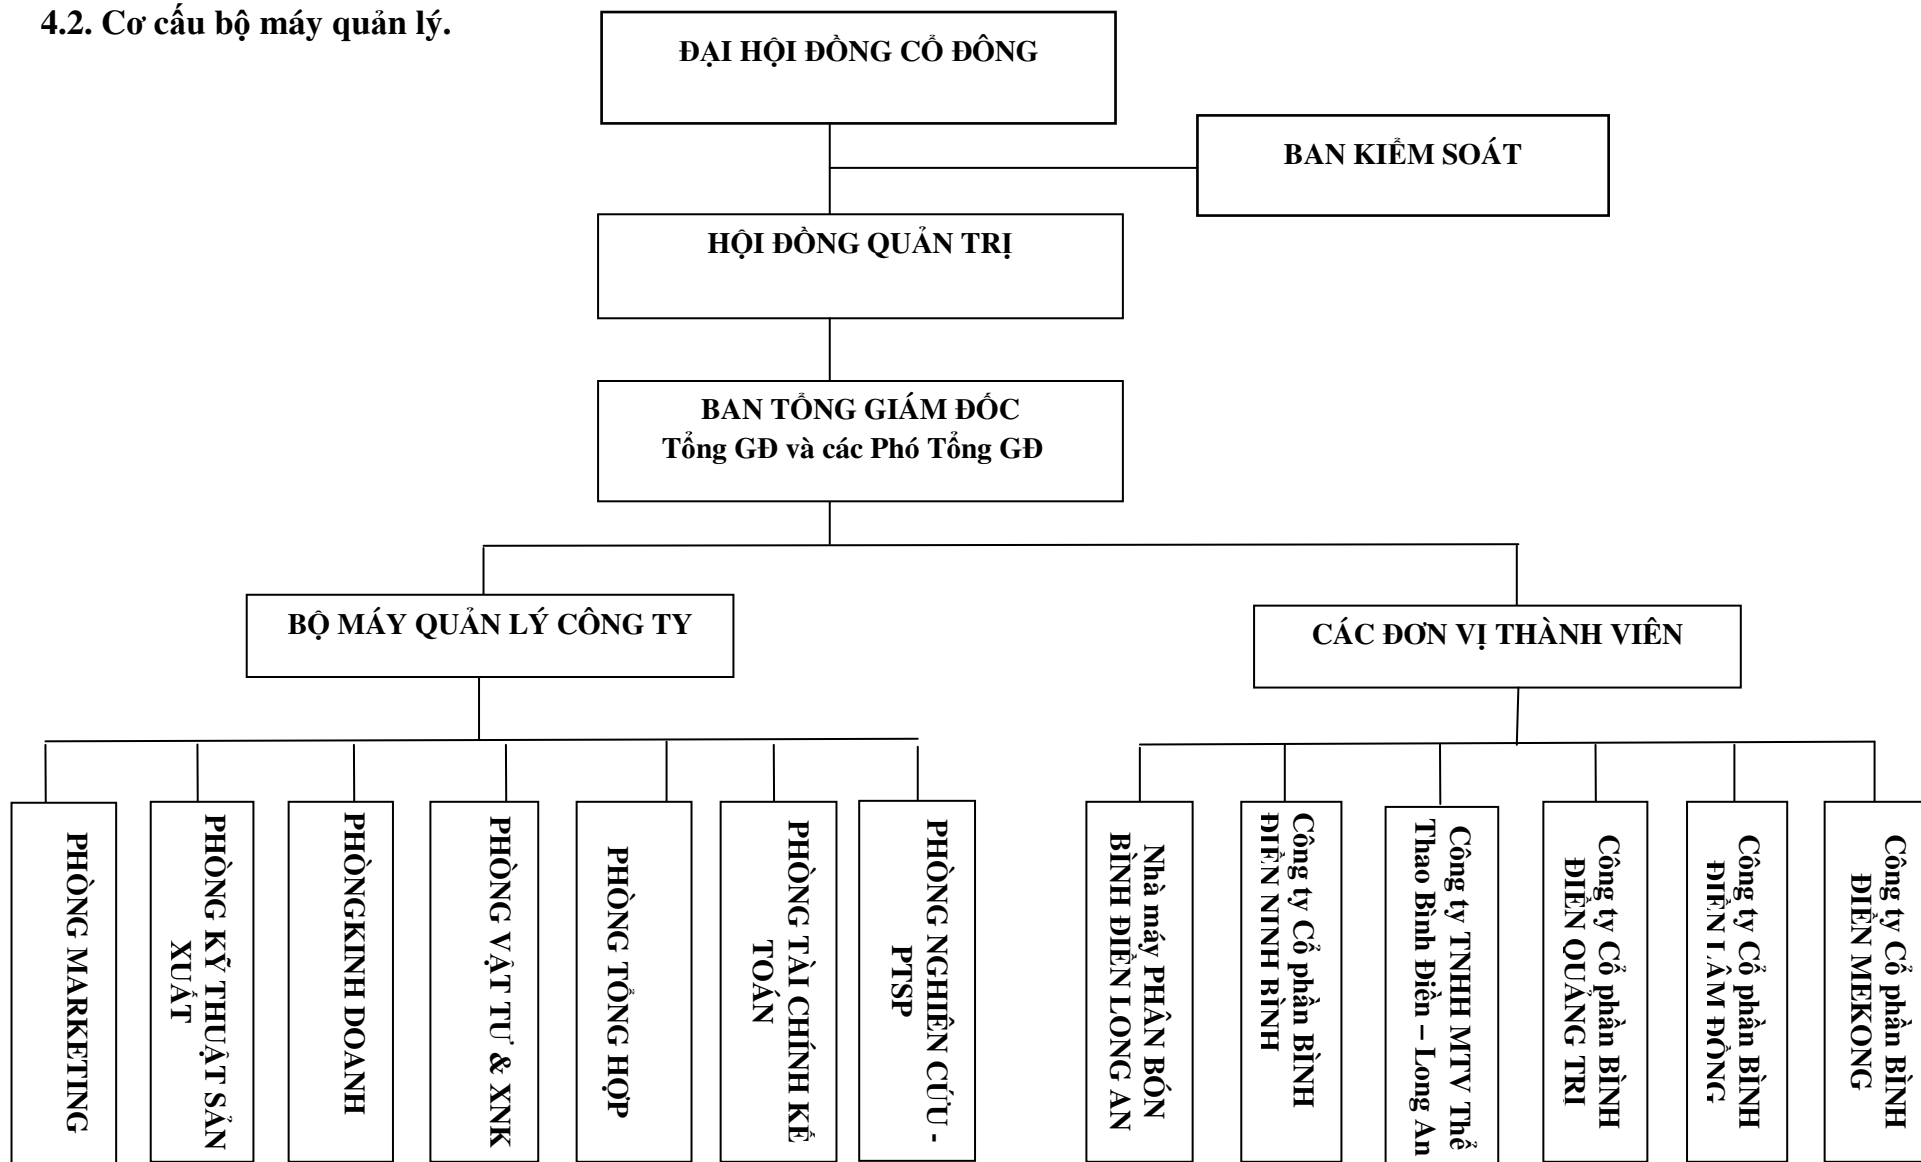 4.2. Cơ cấu bộ máy quản lý.
ĐẠI HỘI ĐỒNG CỔ ĐÔNG
BAN KIỂM SOÁT
HỘI ĐỒNG QUẢN TRỊ
BAN TỔNG GIÁM ĐỐC
Tổng GĐ và các Phó Tổng GĐ
BỘ MÁY QUẢN LÝ CÔNG TY
CÁC ĐƠN VỊ THÀNH VIÊN
PHÒNG MARKETING
PHÒNG KỸ THUẬT SẢN
XUẤT
PHÒNGKINH DOANH
PHÒNG VẬT TƯ & XNK
PHÒNG TỔNG HỢP
PHÒNG TÀI CHÍNH KẾ
TOÁN
PHÒNG NGHIÊN CỨU -
PTSP
Nhà máy PHÂN BÓN
BÌNH ĐIỀN LONG AN
Công ty Cổ phần BÌNH
ĐIỀN NINH BÌNH
Công ty TNHH MTV Thể
Thao Bình Điền – Long An
Công ty Cổ phần BÌNH
ĐIỀN QUẢNG TRỊ
Công ty Cổ phần BÌNH
ĐIỀN LÂM ĐỒNG
Công ty Cổ phần BÌNH
ĐIỀN MEKONG